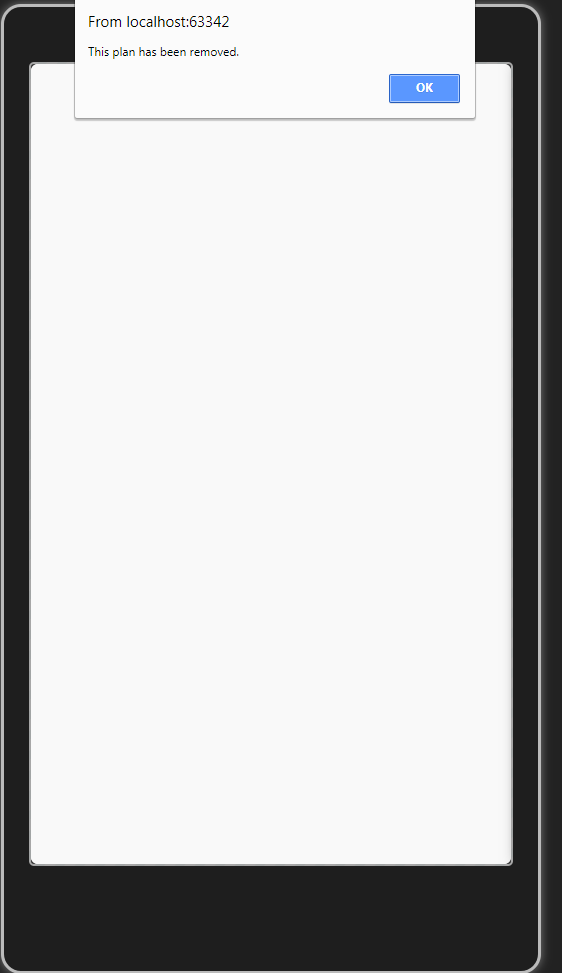 From localhost:63342
This plan has been removed.
OK